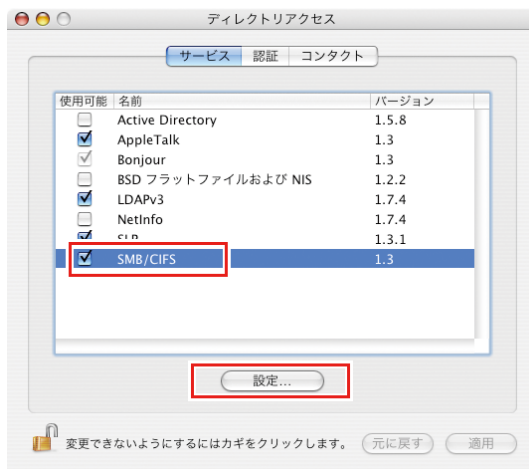 ディレクトリアクセス
サービス 認証 コンタクト
使用可能 名前 バージョン
Active Directory 1.5.8
AppleTalk 1.3
Bonjour 1.3
BSD フラットファイルおよび NIS 1.2.2
LDAPv3 1.7.4
NetInfo 1.7.4
SLP 1.3.1
SMB/CIFS 1.3
設定...
変更できないようにするにはカギをクリックします。 元に戻す 適用